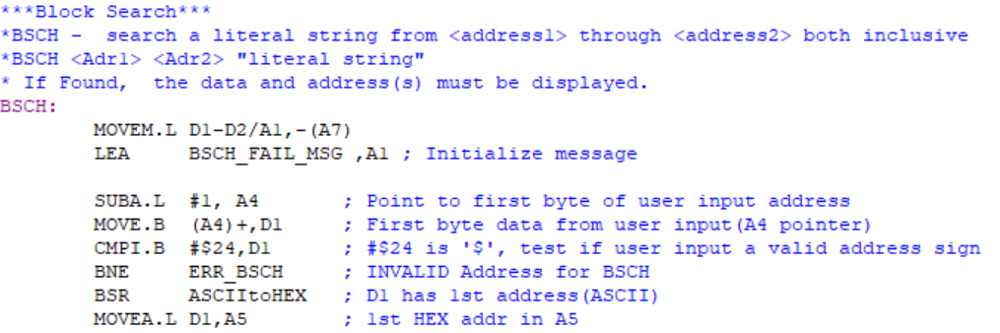 ***Block Search***
*BSCH -  search a literal string from <address1> through <address2> both inclusive
*BSCH <Adr1> <Adr2> "literal string"
* If Found,  the data and address(s) must be displayed.
BSCH:
MOVEM.L D1-D2/A1,-(A7)
LEA     BSCH_FAIL_MSG ,A1 ; Initialize message
SUBA.L  #1, A4        ; Point to first byte of user input address
MOVE.B  (A4)+,D1      ; First byte data from user input(A4 pointer)
CMPI.B  #$24,D1       ; #$24 is '$', test if user input a valid address sign
BNE     ERR_BSCH      ; INVALID Address for BSCH
BSR     ASCIItoHEX    ; D1 has 1st address(ASCII)
MOVEA.L D1,A5         ; 1st HEX addr in A5